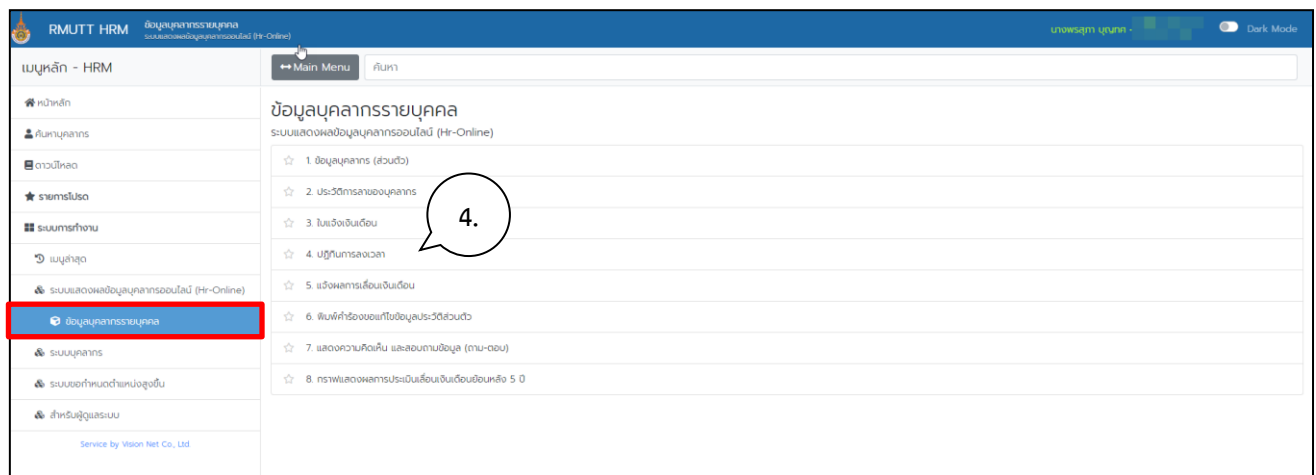 RMUTT HRM
ข้อมูลบุคลากรรายบุคคล
ระบบแสดงผลข้อมูลบุคลากรออนไลน์ (Hr-Online)
นางพรสุภา บุญทศ -
Dark Mode
เมนูหลัก - HRM
Main Menu
ค้นหา
หน้าหลัก
ค้นหาบุคลากร
ดาวน์โหลด
รายการโปรด
ระบบการทำงาน
เมนูล่าสุด
ระบบแสดงผลข้อมูลบุคลากรออนไลน์ (Hr-Online)
ข้อมูลบุคลากรรายบุคคล
ระบบบุคลากร
ระบบขอกำหนดตำแหน่งสูงขึ้น
สำหรับผู้ดูแลระบบ
Service by Vision Net Co., Ltd
ข้อมูลบุคลากรรายบุคคล
ระบบแสดงผลข้อมูลบุคลากรออนไลน์ (Hr-Online)
1. ข้อมูลบุคลากร (ส่วนตัว)
2. ประวัติการลาของบุคลากร
3. ใบแจ้งเงินเดือน
4. ปฏิทินการลงเวลา
5. แจ้งผลการเลื่อนเงินเดือน
6. พิมพ์คำร้องขอแก้ไขข้อมูลประวัติส่วนตัว
7. แสดงความคิดเห็น และสอบถามข้อมูล (ถาม-ตอบ)
8. กราฟแสดงผลการประเมินเลื่อนเงินเดือนย้อนหลัง 5 ปี
4.